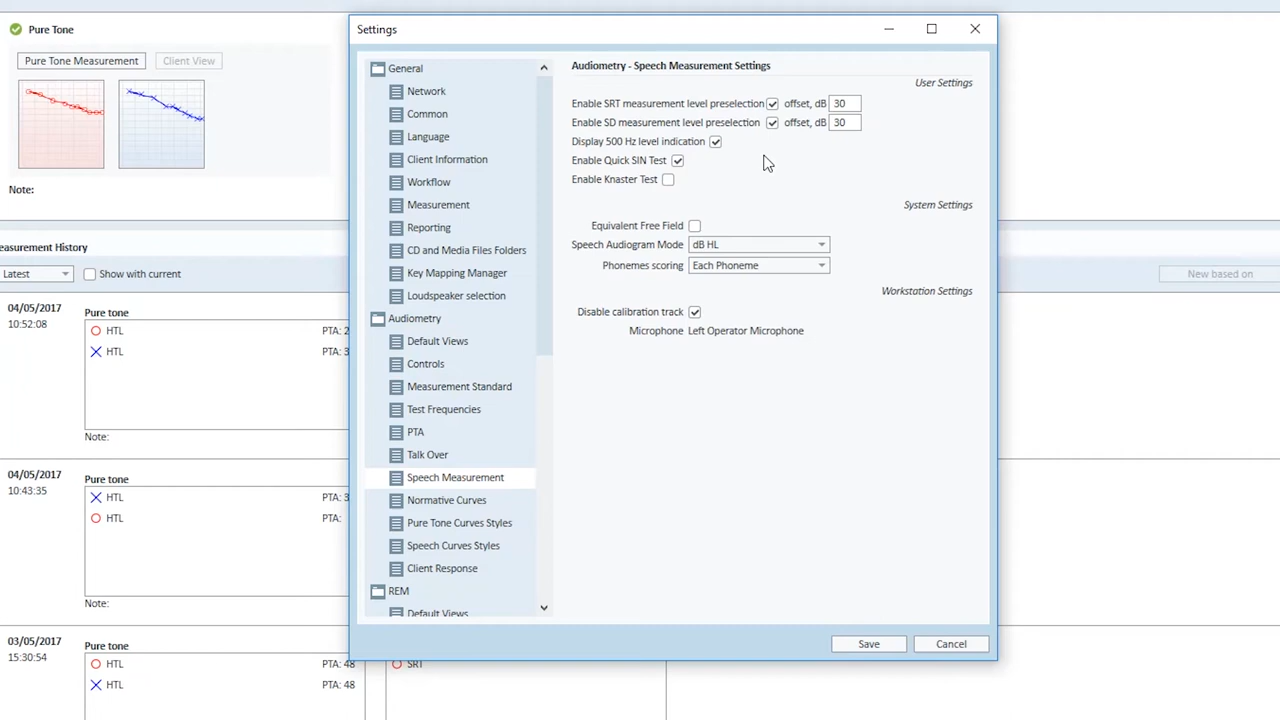 Pure Tone
Pure Tone Measurement
Client View
Note:
easurement History
Latest
Show with current
New based on
04/05/2017
10:52:08
Pure tone
HTL
PTA: 2
HTL
PTA: 3
Note:
04/05/2017
10:43:35
Pure tone
HTL
PTA: 3
HTL
PTA:
Note:
03/05/2017
15:30:54
Pure tone
HTL
PTA: 48
HTL
PTA: 48
SRT
Settings
General
Network
Common
Language
Client Information
Workflow
Measurement
Reporting
CD and Media Files Folders
Key Mapping Manager
Loudspeaker selection
Audiometry
Default Views
Controls
Measurement Standard
Test Frequencies
PTA
Talk Over
Speech Measurement
Normative Curves
Pure Tone Curves Styles
Speech Curves Styles
Client Response
REM
Default Views
Audiometry - Speech Measurement Settings
User Settings
Enable SRT measurement level preselection offset, dB 30
Enable SD measurement level preselection offset, dB 30
Display 500 Hz level indication
Enable Quick SIN Test
Enable Knaster Test
System Settings
Equivalent Free Field
Speech Audiogram Mode dB HL
Phonemes scoring Each Phoneme
Workstation Settings
Disable calibration track
Microphone Left Operator Microphone
Save
Cancel